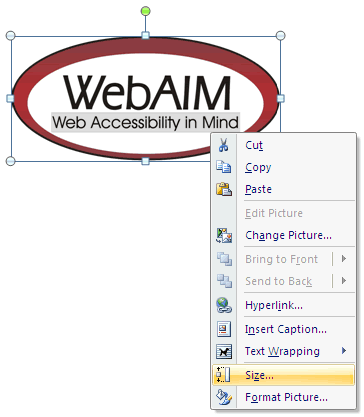 WebAIM
Web Accessibility in Mind
Cut
Copy
Paste
Edit Picture
Change Picture...
Bring to Front
Send to Back
Hyperlink...
Insert Caption...
Text Wrapping
Size...
Format Picture...